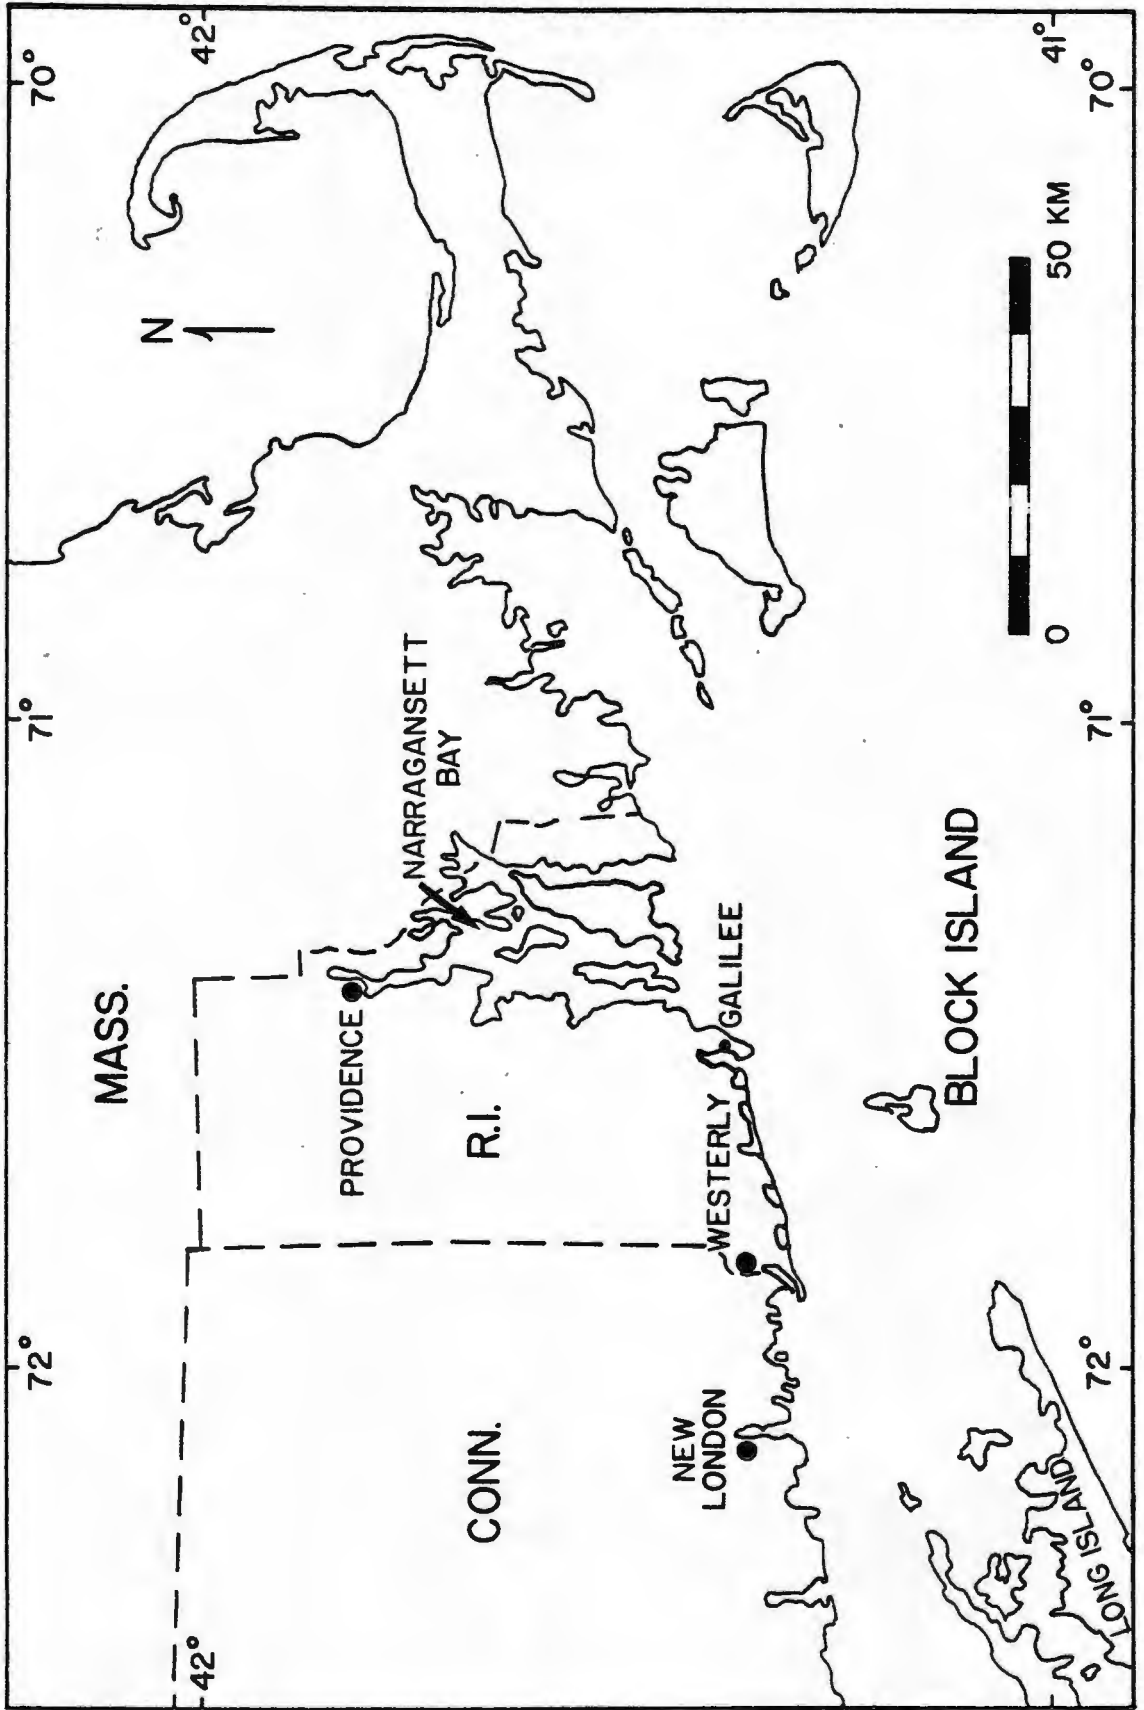 72°
71°
70°
42°
42°
MASS.
N
PROVIDENCE
NARRAGANSETT
BAY
CONN.
R.I.
NEW
LONDON
WESTERLY
GALILEE
BLOCK ISLAND
LONG ISLAND
0
50 KM
41°
72°
71°
70°